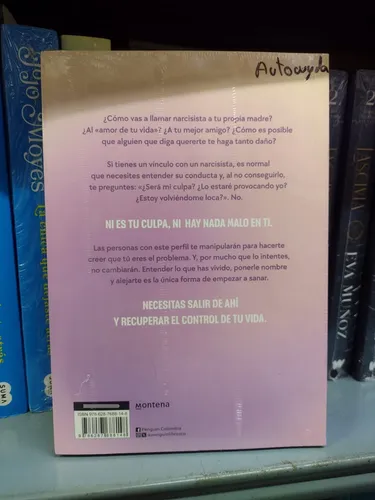 Autoayuda
¿Cómo vas a llamar narcisista a tu propia madre?
¿Al «amor de tu vida»? ¿A tu mejor amigo? ¿Cómo es posible
que alguien que diga quererte te haga tanto daño?
Si tienes un vínculo con un narcisista, es normal
que necesites entender su conducta y, al no conseguirlo,
te preguntes: «¿Será mi culpa? ¿Lo estaré provocando yo?
¿Estoy volviéndome loca?». No.
NI ES TU CULPA, NI HAY NADA MALO EN TI.
Las personas con este perfil te manipularán para hacerte
creer que tú eres el problema. Y, por mucho que lo intentes,
no cambiarán. Entender lo que has vivido, ponerle nombre
y alejarte es la única forma de empezar a sanar.
NECESITAS SALIR DE AHÍ
Y RECUPERAR EL CONTROL DE TU VIDA.
montena
Penguin Colombia
Jojo Moyes
SUMA
EVA MUÑOZ